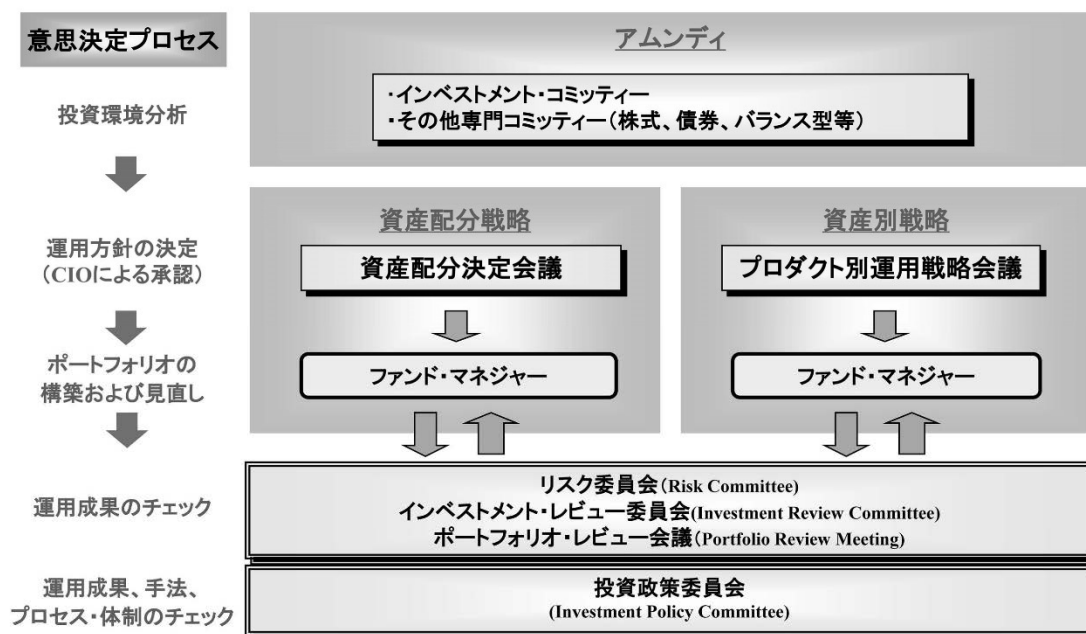 意思決定プロセス
アムンディ
投資環境分析
・インベストメント・コミッティー
・その他専門コミッティー(株式、債券、バランス型等)
資産配分戦略
資産別戦略
運用方針の決定
(CIOによる承認)
資産配分決定会議
プロダクト別運用戦略会議
ポートフォリオの
構築および見直し
ファンド・マネジャー
ファンド・マネジャー
運用成果のチェック
リスク委員会(Risk Committee)
インベストメント・レビュー委員会(Investment Review Committee)
ポートフォリオ・レビュー会議(Portfolio Review Meeting)
運用成果、手法、
プロセス・体制のチェック
投資政策委員会
(Investment Policy Committee)